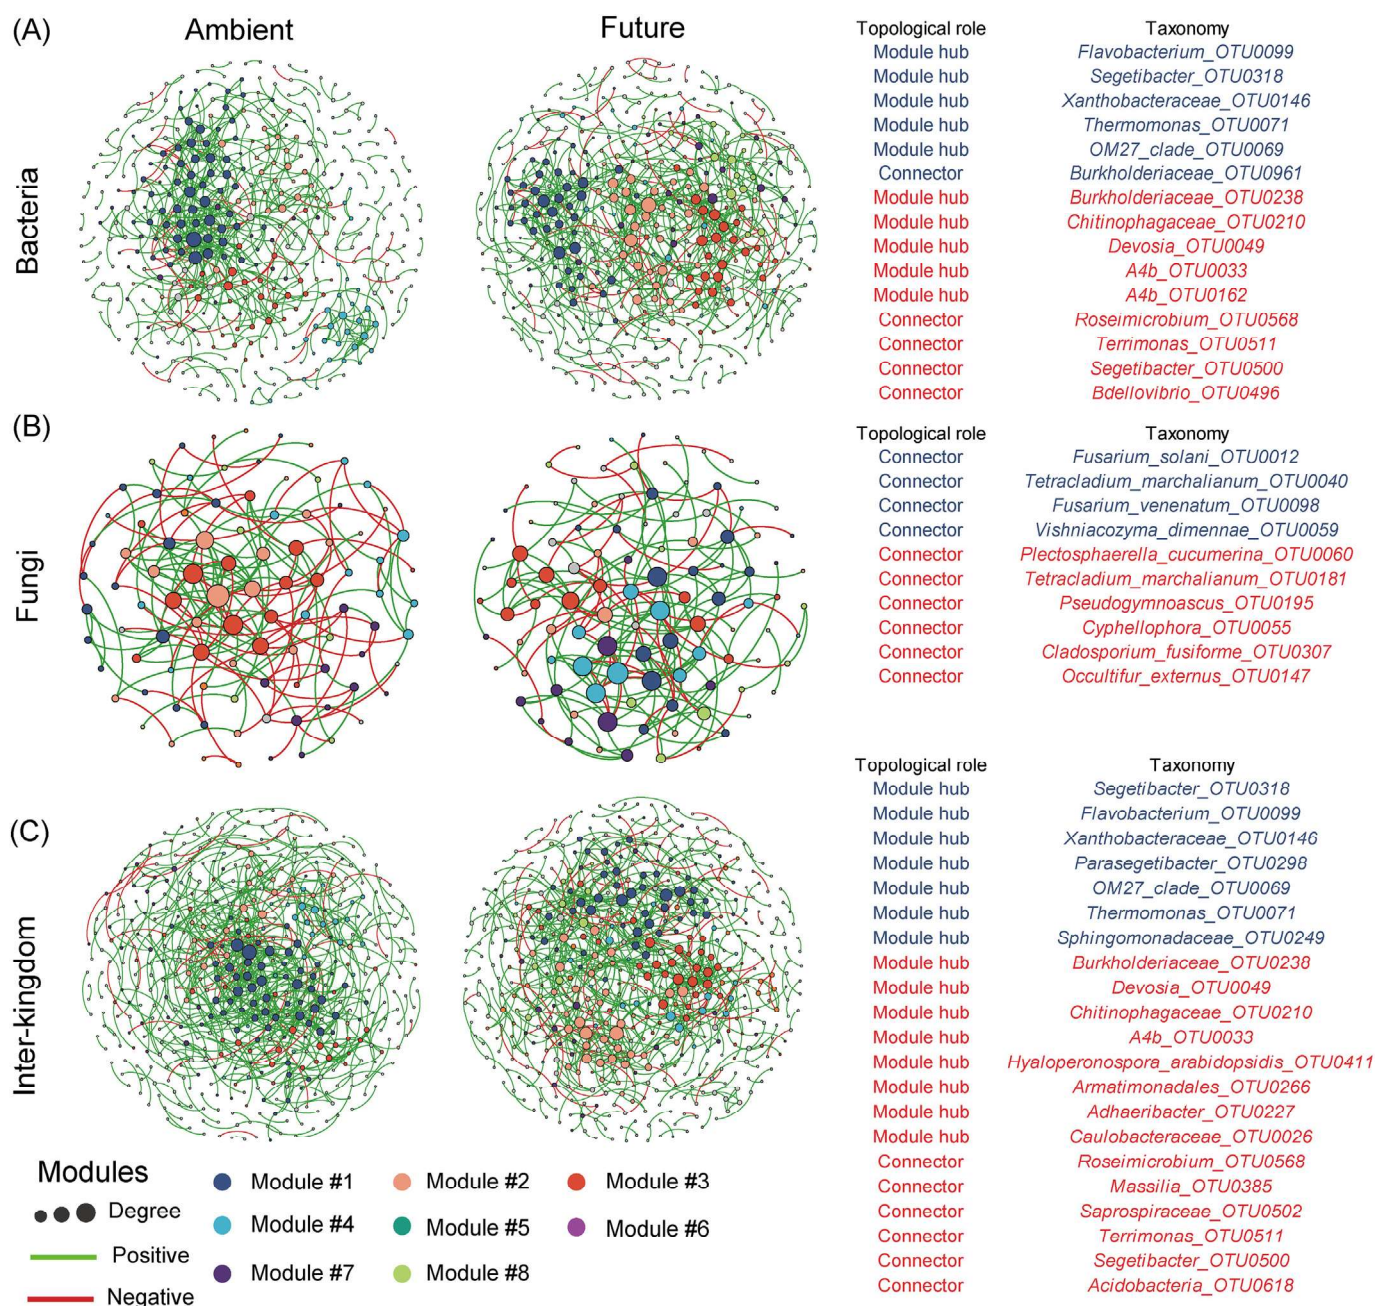 (A)
Ambient
Future
Bacteria
Topological role Taxonomy
Module hub Flavobacterium_OTU0099
Module hub Segetibacter_OTU0318
Module hub Xanthobacteraceae_OTU0146
Module hub Thermomonas_OTU0071
Module hub OM27_clade_OTU0069
Connector Burkholderiaceae_OTU0961
Module hub Burkholderiaceae_OTU0238
Module hub Chitinophagaceae_OTU0210
Module hub Devosia_OTU0049
Module hub A4b_OTU0033
Module hub A4b_OTU0162
Connector Roseimicrobium_OTU0568
Connector Terrimonas_OTU0511
Connector Segetibacter_OTU0500
Connector Bdellovibrio_OTU0496
(B)
Fungi
Topological role Taxonomy
Connector Fusarium_solani_OTU0012
Connector Tetracladium_marchalianum_OTU0040
Connector Fusarium_venenatum_OTU0098
Connector Vishniacozyma_dimennae_OTU0059
Connector Plectosphaerella_cucumerina_OTU0060
Connector Tetracladium_marchalianum_OTU0181
Connector Pseudogymnoascus_OTU0195
Connector Cyphellophora_OTU0055
Connector Cladosporium_fusiforme_OTU0307
Connector Occultifur_externus_OTU0147
(C)
Inter-kingdom
Topological role Taxonomy
Module hub Segetibacter_OTU0318
Module hub Flavobacterium_OTU0099
Module hub Xanthobacteraceae_OTU0146
Module hub Parasegetibacter_OTU0298
Module hub OM27_clade_OTU0069
Module hub Thermomonas_OTU0071
Module hub Sphingomonadaceae_OTU0249
Module hub Burkholderiaceae_OTU0238
Module hub Devosia_OTU0049
Module hub Chitinophagaceae_OTU0210
Module hub A4b_OTU0033
Module hub Hyaloperonospora_arabidopsidis_OTU0411
Module hub Armatimonadales_OTU0266
Module hub Adhaeribacter_OTU0227
Module hub Caulobacteraceae_OTU0026
Connector Roseimicrobium_OTU0568
Connector Massilia_OTU0385
Connector Saprospiraceae_OTU0502
Connector Terrimonas_OTU0511
Connector Segetibacter_OTU0500
Connector Acidobacteria_OTU0618
Modules
Degree
Positive
Negative
Module #1 Module #2 Module #3
Module #4 Module #5 Module #6
Module #7 Module #8